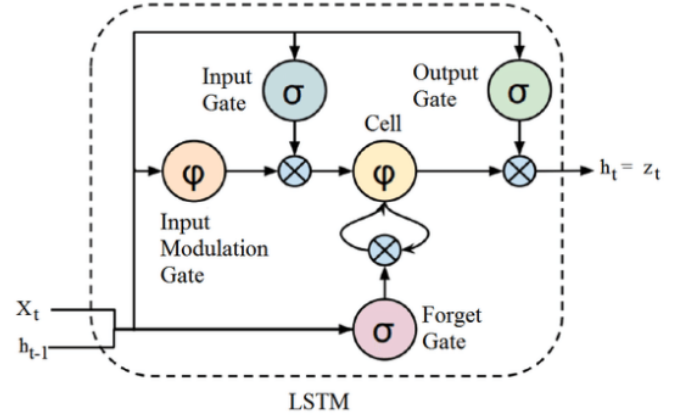 Input
Gate
σ
Output
Gate
σ
Cell
φ
φ
h_t = z_t
Input
Modulation
Gate
X_t
h_t-1
σ
Forget
Gate
LSTM